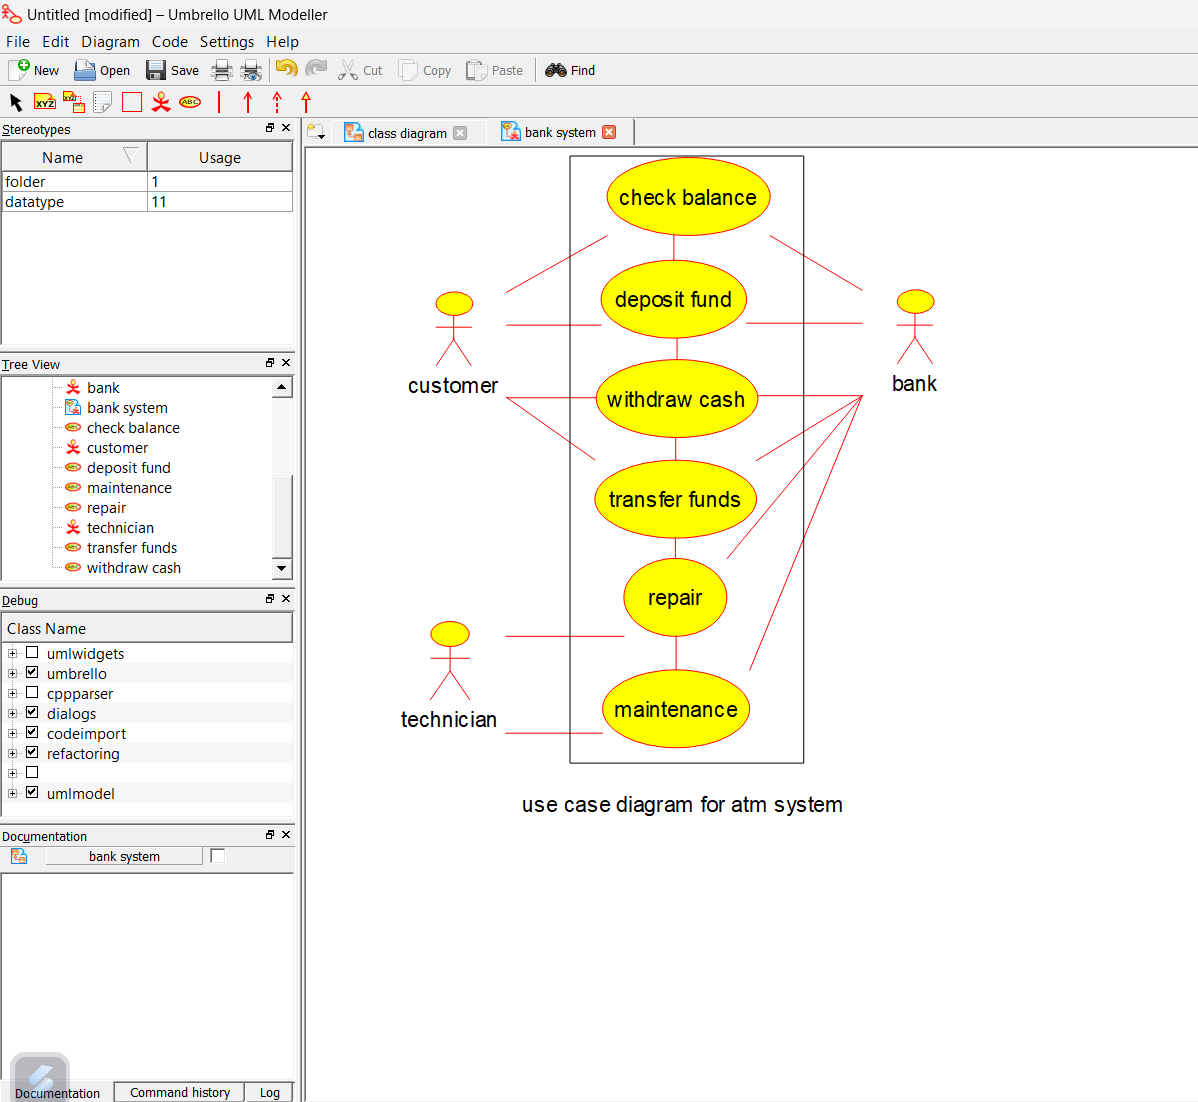 Untitled [modified] – Umbrello UML Modeller
File Edit Diagram Code Settings Help
New Open Save Cut Copy Paste Find
XYZ XYZ ABC
Stereotypes
Name Usage
folder 1
datatype 11
Tree View
bank
bank system
check balance
customer
deposit fund
maintenance
repair
technician
transfer funds
withdraw cash
Debug
Class Name
umlwidgets
umbrello
cppparser
dialogs
codeimport
refactoring
umlmodel
Documentation
bank system
Documentation Command history Log
class diagram bank system
check balance
deposit fund
customer
bank
withdraw cash
transfer funds
repair
technician
maintenance
use case diagram for atm system